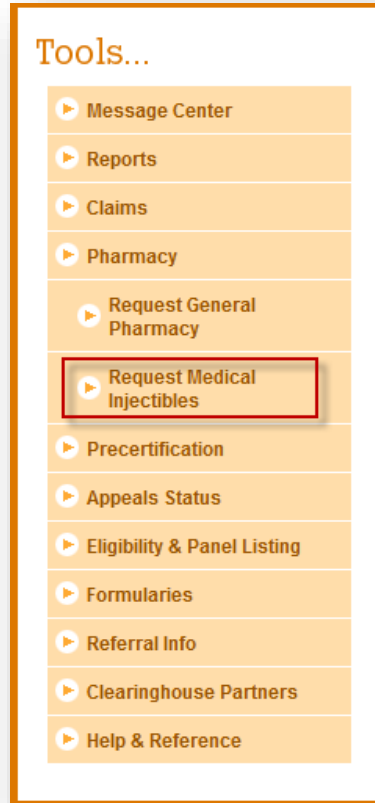 Tools...
Message Center
Reports
Claims
Pharmacy
Request General
Pharmacy
Request Medical
Injectibles
Precertification
Appeals Status
Eligibility & Panel Listing
Formularies
Referral Info
Clearinghouse Partners
Help & Reference